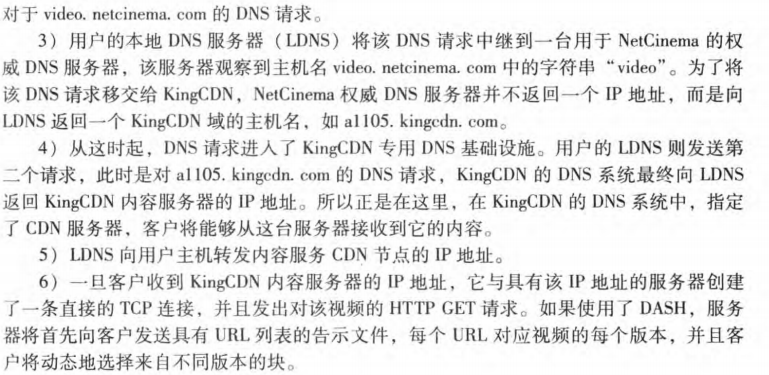 对于 video. netcinema. com 的 DNS 请求。
3）用户的本地 DNS 服务器（LDNS）将该 DNS 请求中继到一台用于 NetCinema 的权
威 DNS 服务器，该服务器观察到主机名 video. netcinema. com 中的字符串“video”。为了将
该 DNS 请求移交给 KingCDN，NetCinema 权威 DNS 服务器并不返回一个 IP 地址，而是向
LDNS 返回一个 KingCDN 域的主机名，如 a1105. kingcdn. com。
4）从这时起，DNS 请求进入了 KingCDN 专用 DNS 基础设施。用户的 LDNS 则发送第
二个请求，此时是对 a1105. kingcdn. com 的 DNS 请求，KingCDN 的 DNS 系统最终向 LDNS
返回 KingCDN 内容服务器的 IP 地址。所以正是在这里，在 KingCDN 的 DNS 系统中，指定
了 CDN 服务器，客户将能够从这台服务器接收到它的内容。
5）LDNS 向用户主机转发内容服务 CDN 节点的 IP 地址。
6）一旦客户收到 KingCDN 内容服务器的 IP 地址，它与具有该 IP 地址的服务器创建
了一条直接的 TCP 连接，并且发出对该视频的 HTTP GET 请求。如果使用了 DASH，服务
器将首先向客户发送具有 URL 列表的告示文件，每个 URL 对应视频的每个版本，并且客
户将动态地选择来自不同版本的块。